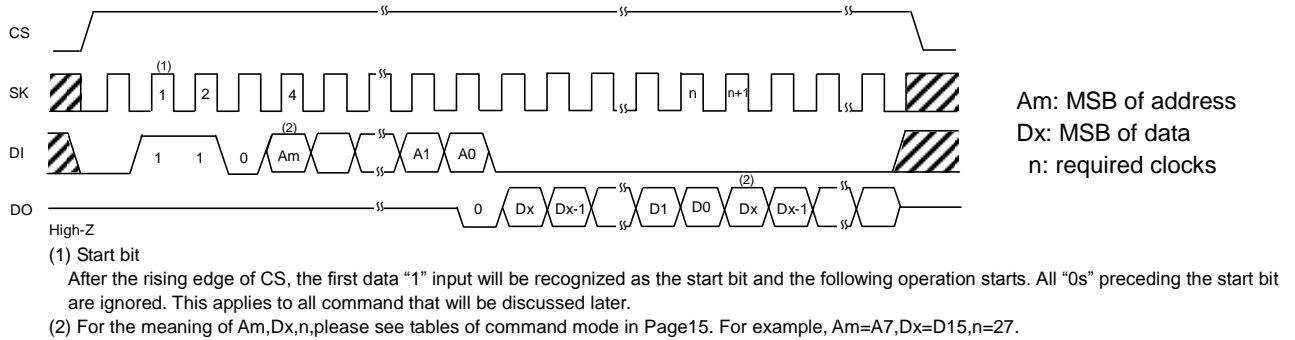 CS
(1)
SK 1 2 4 n n+1
Am: MSB of address
Dx: MSB of data
n: required clocks
(2)
DI 1 1 0 Am A1 A0
(2)
DO 0 Dx Dx-1 D1 D0 Dx Dx-1
High-Z
(1) Start bit
After the rising edge of CS, the first data “1” input will be recognized as the start bit and the following operation starts. All “0s” preceding the start bit
are ignored. This applies to all command that will be discussed later.
(2) For the meaning of Am,Dx,n,please see tables of command mode in Page15. For example, Am=A7,Dx=D15,n=27.